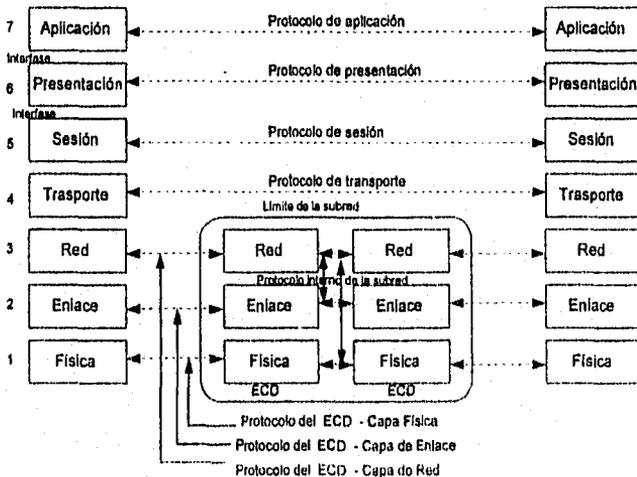 Protocolo de aplicación
7 Aplicación Aplicación
Interfase
Protocolo de presentación
6 Presentación Presentación
Interfase
Protocolo de sesión
5 Sesión Sesión
Protocolo de transporte
4 Trasporte Trasporte
Límite de la subred
3 Red Red Red Red
Protocolo interno de la subred
2 Enlace Enlace Enlace Enlace
1 Física Física Física Física
ECD ECD
Protocolo del ECD - Capa Física
Protocolo del ECD - Capa de Enlace
Protocolo del ECD - Capa do Red